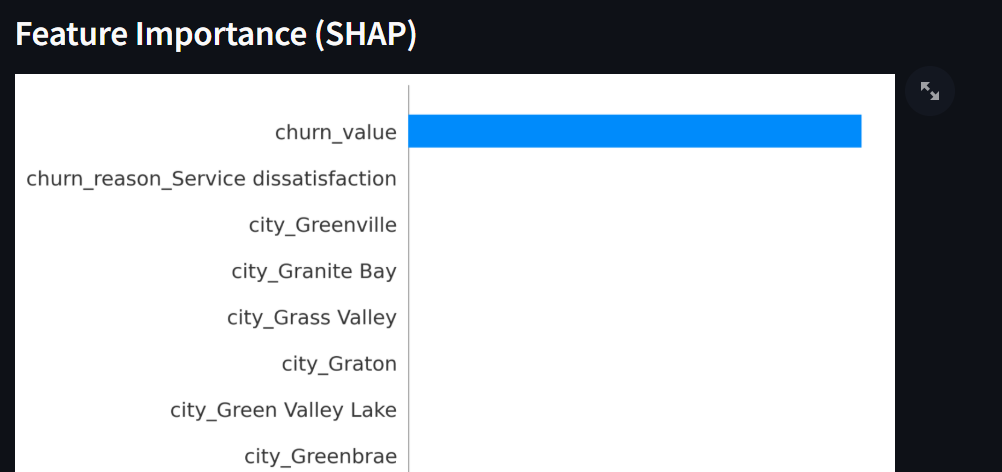 Feature Importance (SHAP)
churn_value
churn_reason_Service dissatisfaction
city_Greenville
city_Granite Bay
city_Grass Valley
city_Graton
city_Green Valley Lake
city_Greenbrae